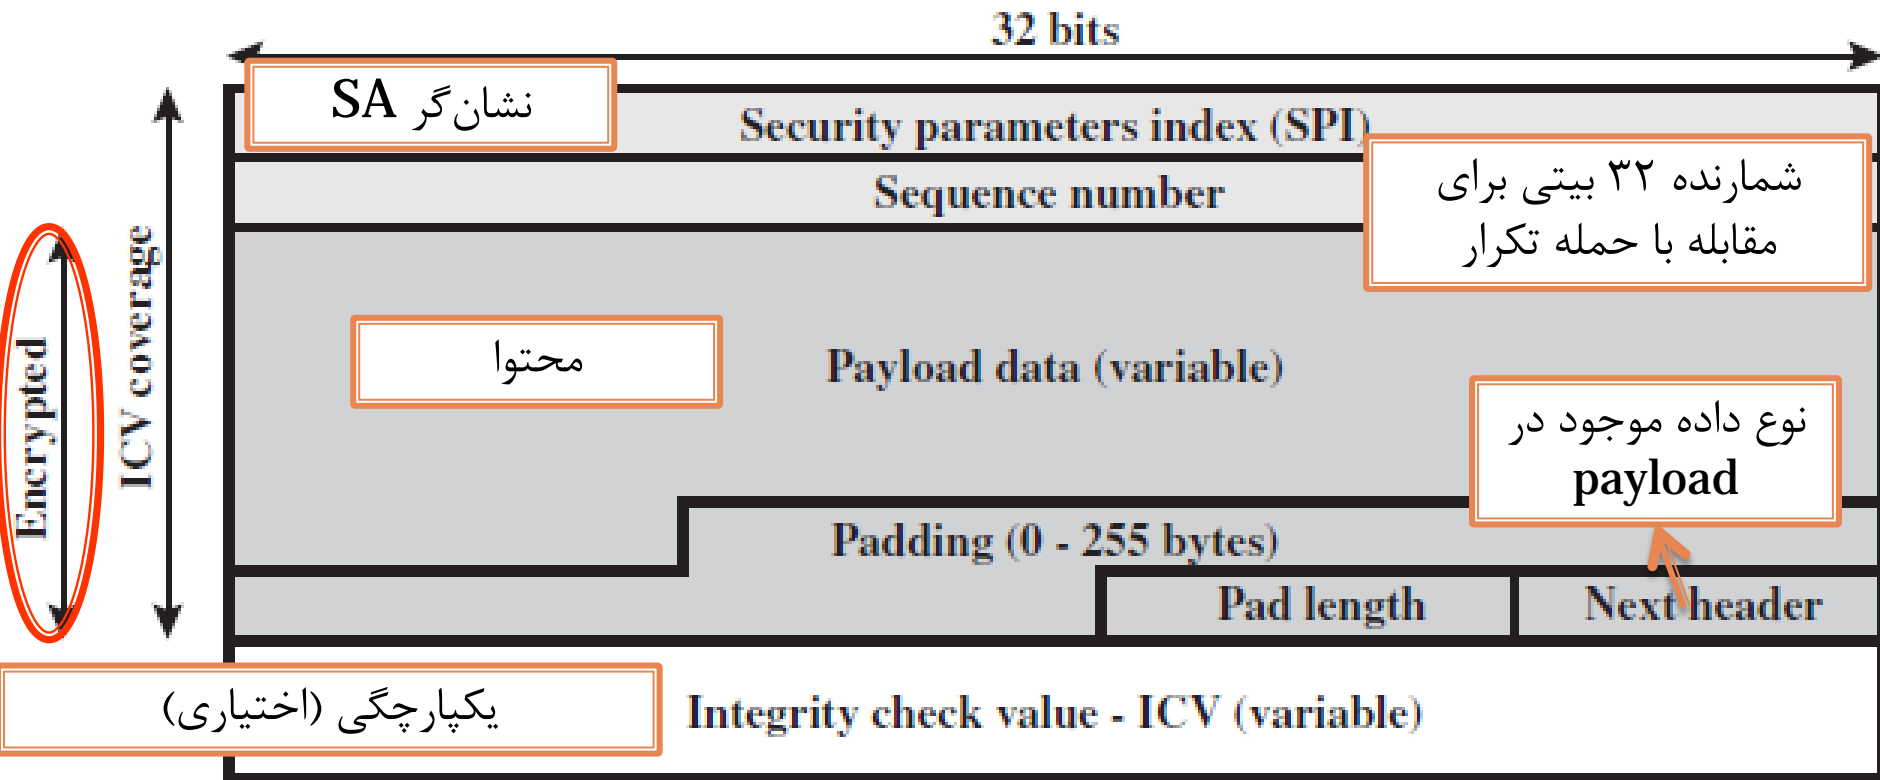 32 bits
نشان‌گر SA
Security parameters index (SPI)
شمارنده ۳۲ بیتی برای
مقابله با حمله تکرار
Sequence number
Encrypted
ICV coverage
محتوا
Payload data (variable)
نوع داده موجود در
payload
Padding (0 - 255 bytes)
Pad length
Next header
یکپارچگی (اختیاری)
Integrity check value - ICV (variable)